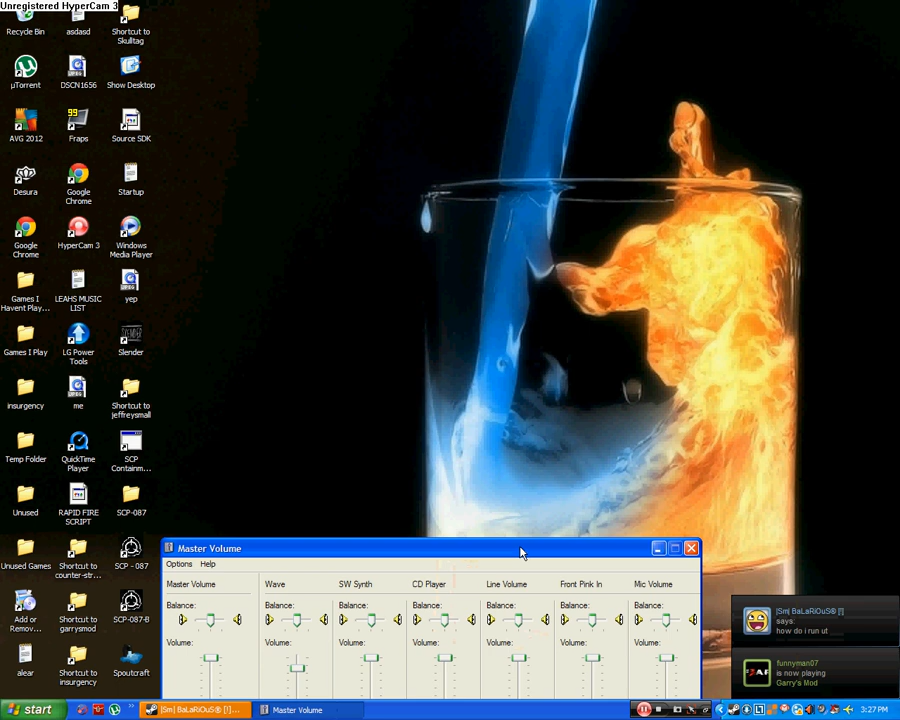 Unregistered HyperCam 3
Recycle Bin
asdasd
Shortcut to
Skulltag
µTorrent
DSCN1656
Show Desktop
AVG 2012
99
Fraps
Source SDK
Desura
Google
Chrome
Startup
Google
Chrome
HyperCam 3
Windows
Media Player
Games I
Havent Play...
LEAHS MUSIC
LIST
yep
Games I Play
LG Power
Tools
Slender
insurgency
me
Shortcut to
jeffreysmall
Temp Folder
QuickTime
Player
SCP
Containm...
Unused
RAPID FIRE
SCRIPT
SCP-087
Unused Games
Shortcut to
counter-str...
SCP - 087
Add or
Remov...
Shortcut to
garrysmod
SCP-087-B
alear
Shortcut to
insurgency
Spoutcraft
Master Volume
Options Help
Master Volume Wave SW Synth CD Player Line Volume Front Pink In Mic Volume
Balance: Balance: Balance: Balance: Balance: Balance: Balance:
Volume: Volume: Volume: Volume: Volume: Volume: Volume:
|Sm| BaLaRiOuS® [!]
says:
how do i run ut
funnyman07
is now playing
Garry's Mod
start
|Sm| BaLaRiOuS® [!]...
Master Volume
3:27 PM